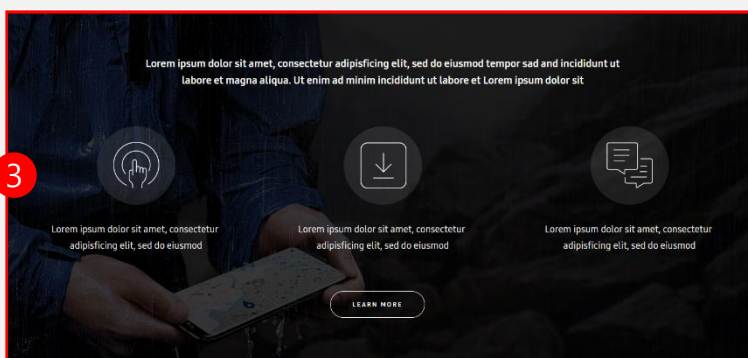 Lorem ipsum dolor sit amet, consectetur adipisficing elit, sed do eiusmod tempor sad and incididunt ut
labore et magna aliqua. Ut enim ad minim incididunt ut labore et Lorem ipsum dolor sit
3
Lorem ipsum dolor sit amet, consectetur
adipisficing elit, sed do eiusmod
Lorem ipsum dolor sit amet, consectetur
adipisficing elit, sed do eiusmod
Lorem ipsum dolor sit amet, consectetur
adipisficing elit, sed do eiusmod
LEARN MORE